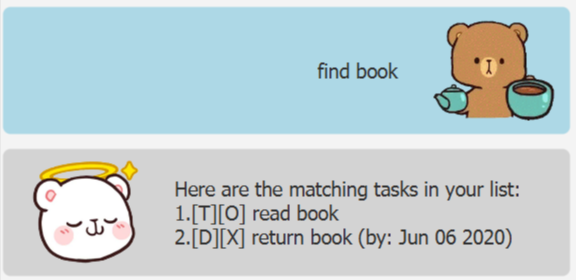 find book
Here are the matching tasks in your list:
1.[T][O] read book
2.[D][X] return book (by: Jun 06 2020)